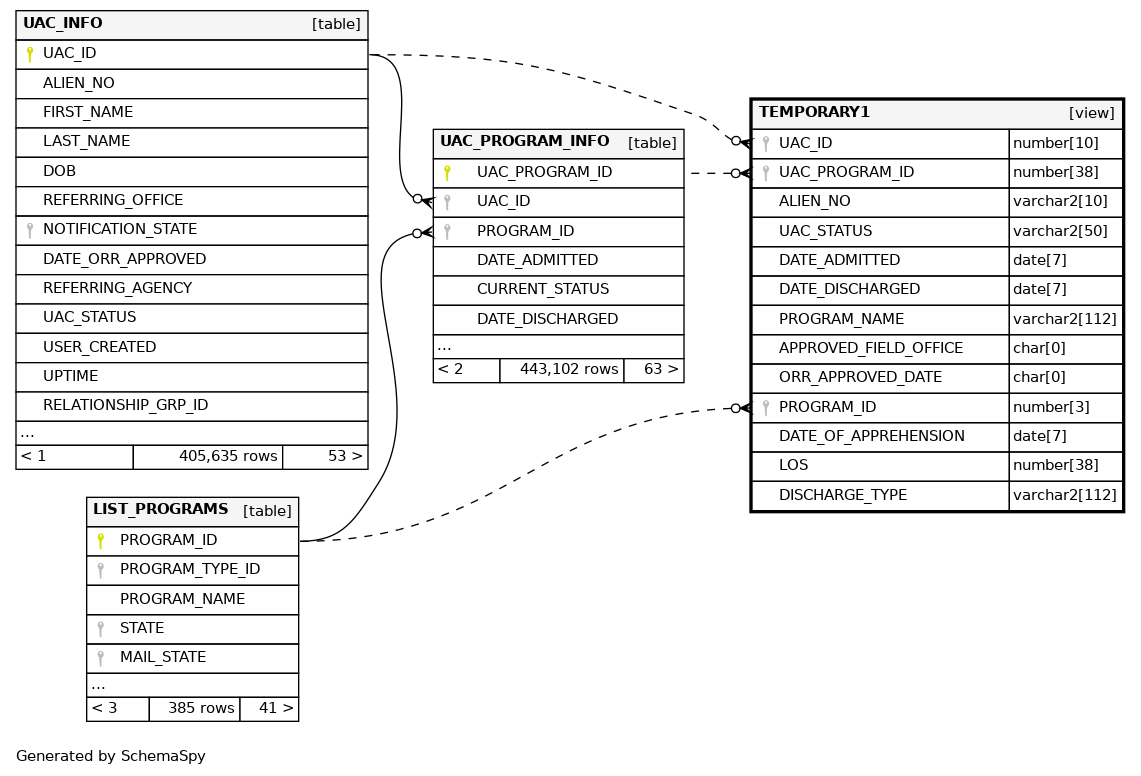 UAC_INFO [table]
UAC_ID
ALIEN_NO
FIRST_NAME
LAST_NAME
DOB
REFERRING_OFFICE
NOTIFICATION_STATE
DATE_ORR_APPROVED
REFERRING_AGENCY
UAC_STATUS
USER_CREATED
UPTIME
RELATIONSHIP_GRP_ID
...
< 1 405,635 rows 53 >
UAC_PROGRAM_INFO [table]
UAC_PROGRAM_ID
UAC_ID
PROGRAM_ID
DATE_ADMITTED
CURRENT_STATUS
DATE_DISCHARGED
...
< 2 443,102 rows 63 >
TEMPORARY1 [view]
UAC_ID number[10]
UAC_PROGRAM_ID number[38]
ALIEN_NO varchar2[10]
UAC_STATUS varchar2[50]
DATE_ADMITTED date[7]
DATE_DISCHARGED date[7]
PROGRAM_NAME varchar2[112]
APPROVED_FIELD_OFFICE char[0]
ORR_APPROVED_DATE char[0]
PROGRAM_ID number[3]
DATE_OF_APPREHENSION date[7]
LOS number[38]
DISCHARGE_TYPE varchar2[112]
LIST_PROGRAMS [table]
PROGRAM_ID
PROGRAM_TYPE_ID
PROGRAM_NAME
STATE
MAIL_STATE
...
< 3 385 rows 41 >
Generated by SchemaSpy